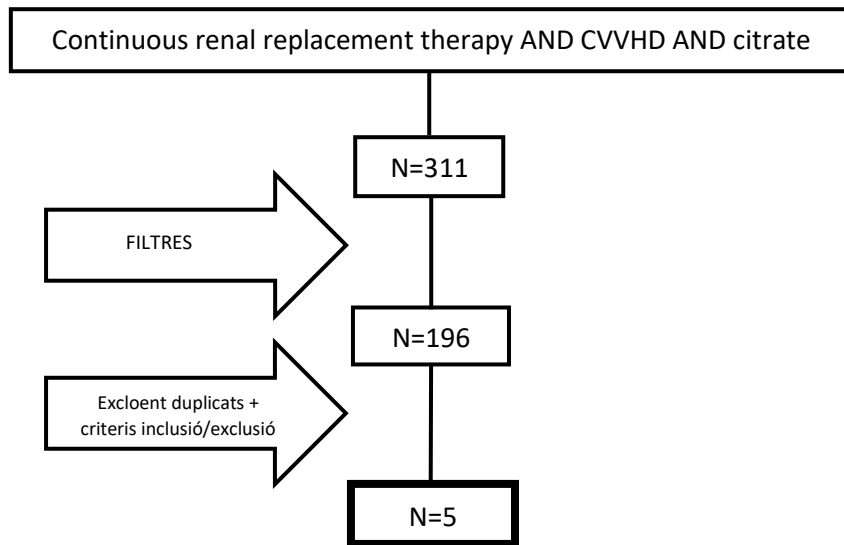 Continuous renal replacement therapy AND CVVHD AND citrate
N=311
FILTRES
N=196
Excloent duplicats +
criteris inclusió/exclusió
N=5